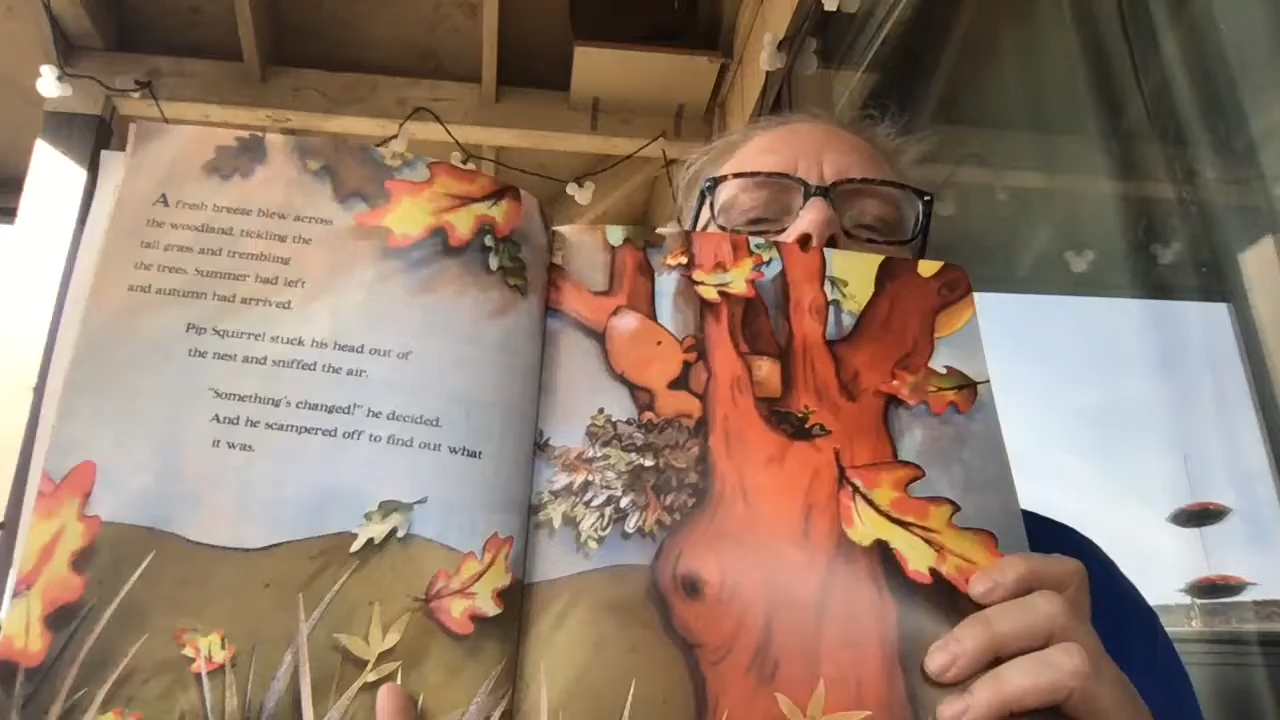 A fresh breeze blew across
the woodland, tickling the
tall grass and trembling
the trees. Summer had left
and autumn had arrived.
Pip Squirrel stuck his head out of
the nest and sniffed the air.
"Something's changed!" he decided.
And he scampered off to find out what
it was.